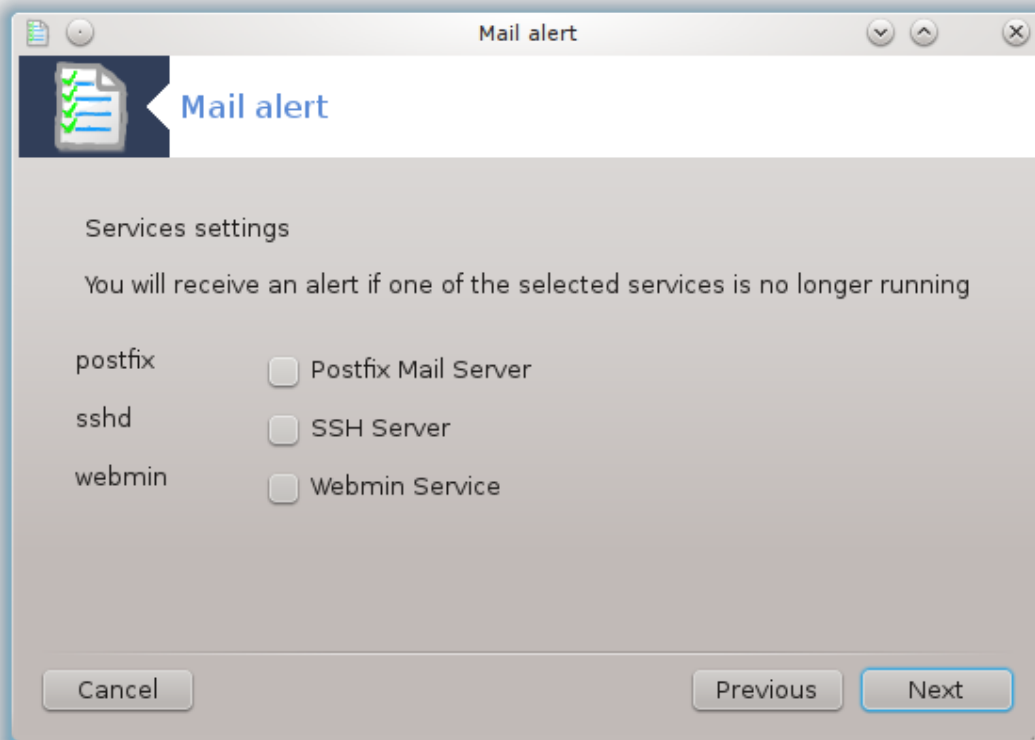 Mail alert
Mail alert
Services settings
You will receive an alert if one of the selected services is no longer running
postfix Postfix Mail Server
sshd SSH Server
webmin Webmin Service
Cancel Previous Next